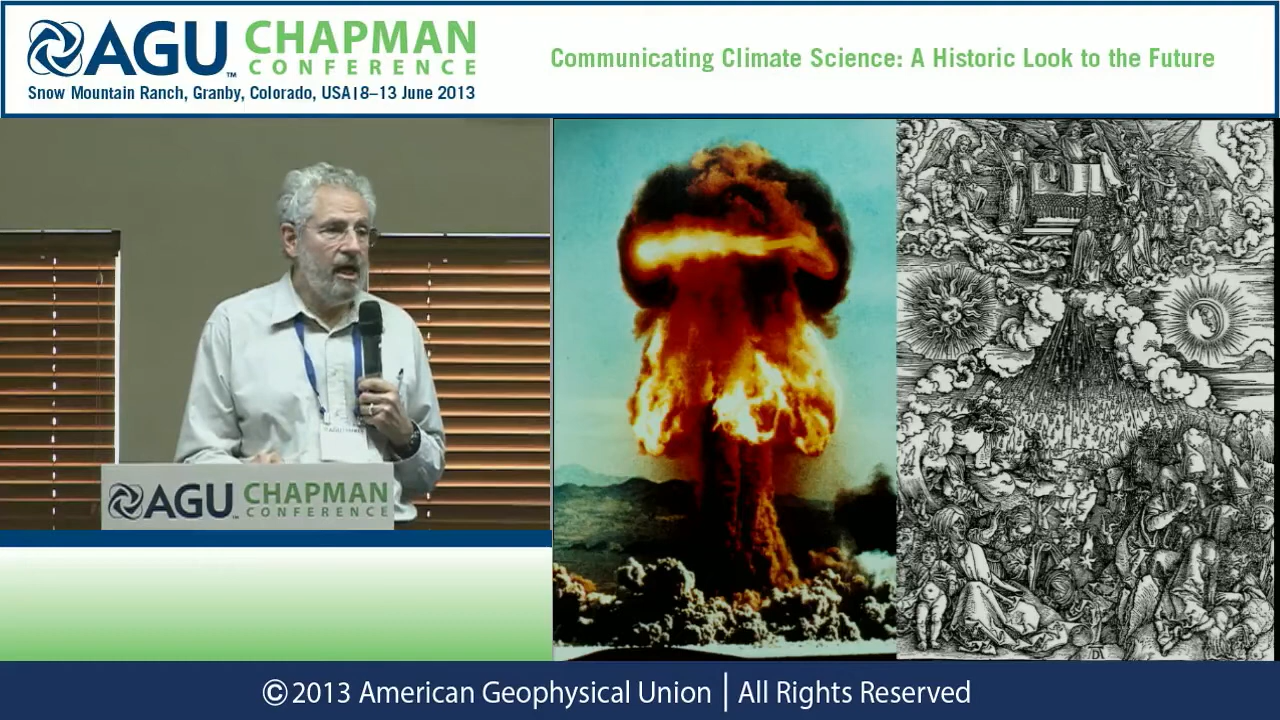 AGU CHAPMAN
CONFERENCE
Snow Mountain Ranch, Granby, Colorado, USA|8–13 June 2013
Communicating Climate Science: A Historic Look to the Future
AGU CHAPMAN
CONFERENCE
©2013 American Geophysical Union | All Rights Reserved